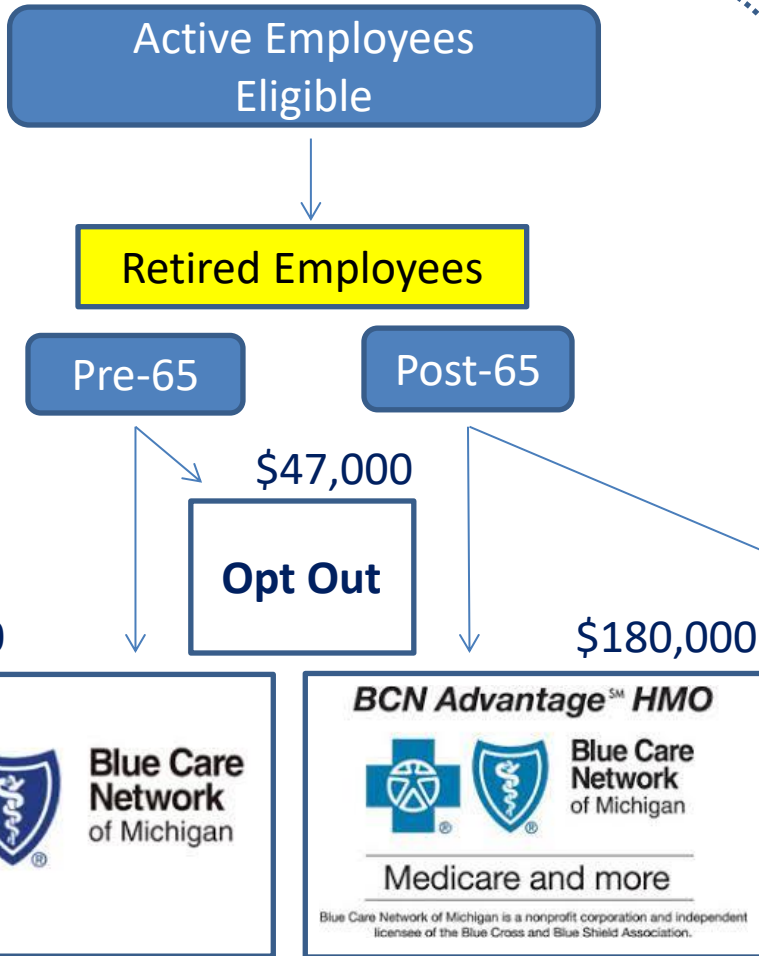 Active Employees
Eligible
Retired Employees
Pre-65
Post-65
$47,000
Opt Out
$180,000
Blue Care
Network
of Michigan
®
BCN Advantage℠ HMO
Blue Care
Network
of Michigan
® ®
Medicare and more
Blue Care Network of Michigan is a nonprofit corporation and independent
licensee of the Blue Cross and Blue Shield Association.